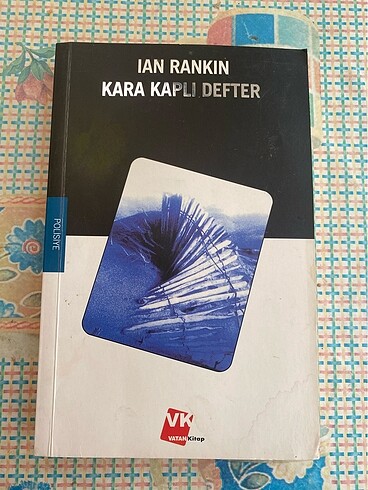 IAN RANKIN
KARA KAPLI DEFTER
POLİSİYE
VK
VATAN Kitap